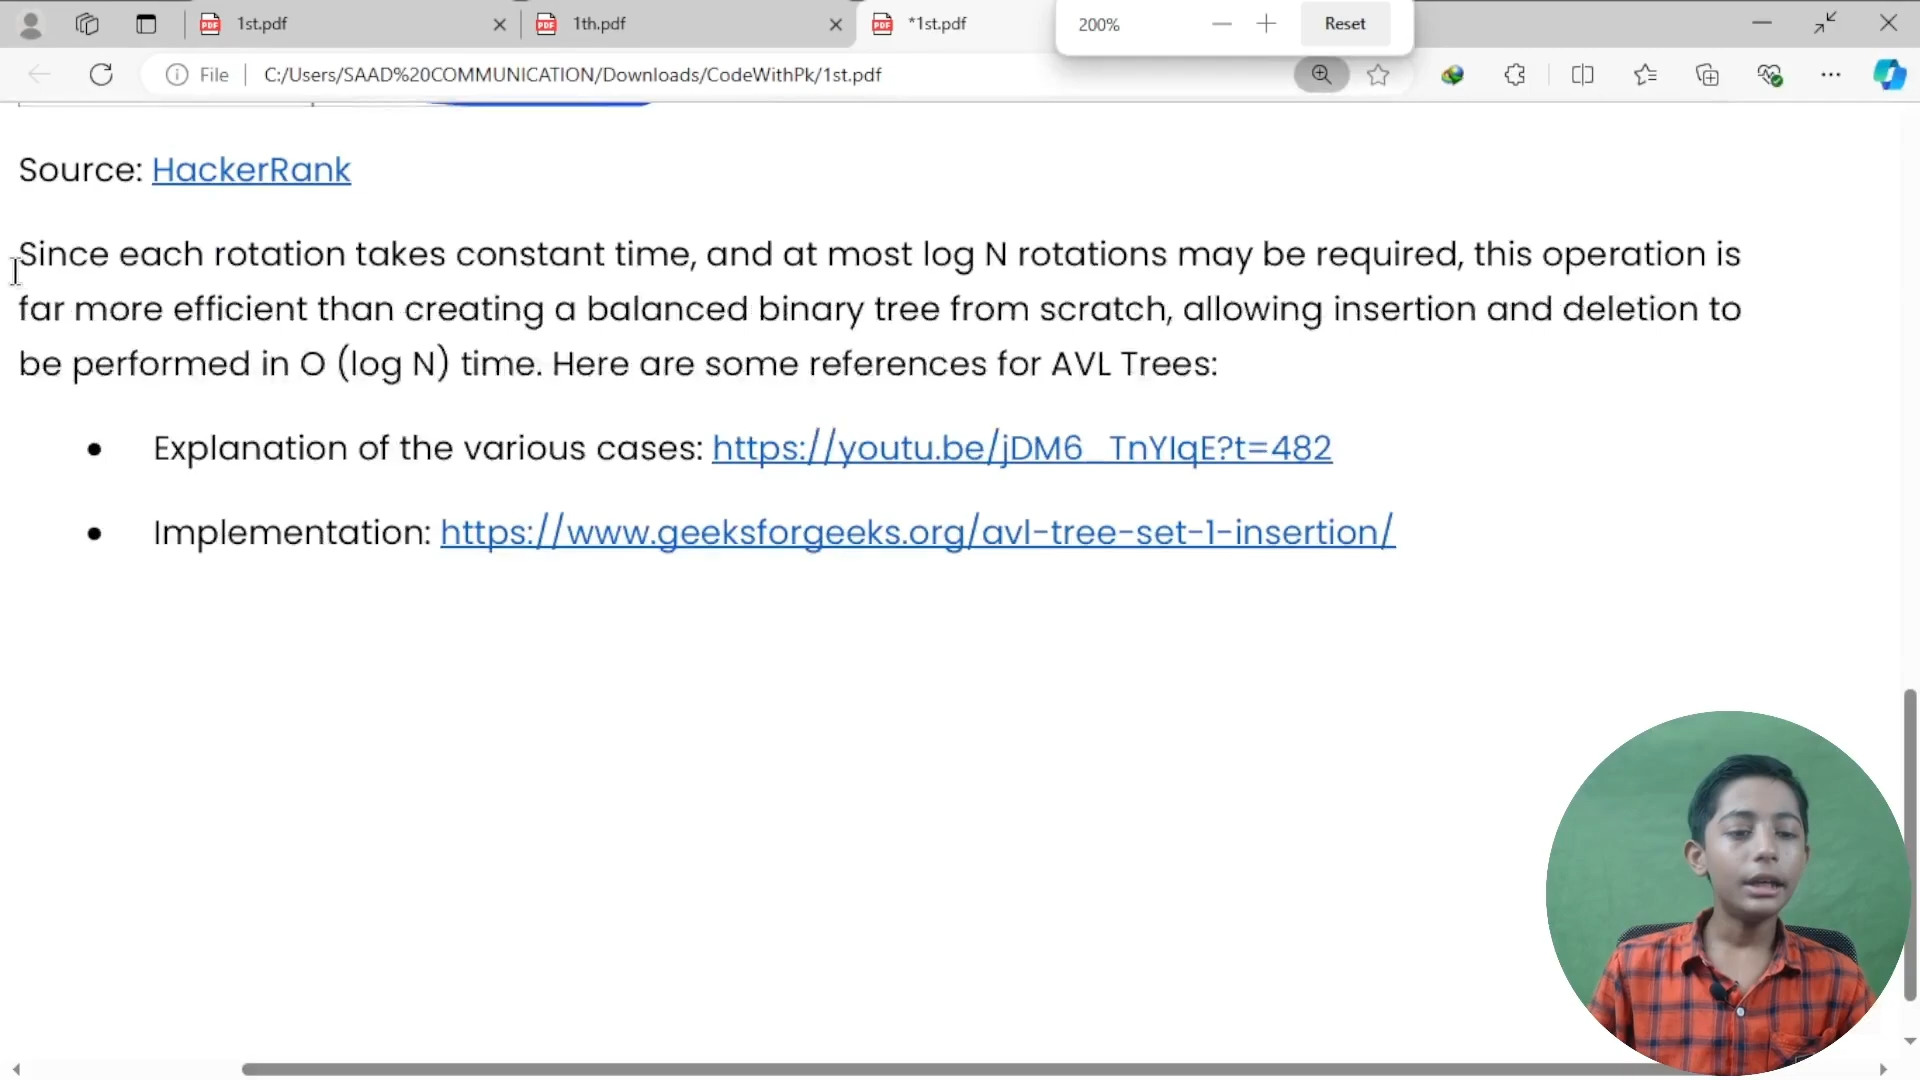 1st.pdf
1th.pdf
*1st.pdf
200%
Reset
File
C:/Users/SAAD%20COMMUNICATION/Downloads/CodeWithPk/1st.pdf
Source: HackerRank
Since each rotation takes constant time, and at most log N rotations may be required, this operation is
far more efficient than creating a balanced binary tree from scratch, allowing insertion and deletion to
be performed in O (log N) time. Here are some references for AVL Trees:
• Explanation of the various cases: https://youtu.be/jDM6_TnYIqE?t=482
• Implementation: https://www.geeksforgeeks.org/avl-tree-set-1-insertion/